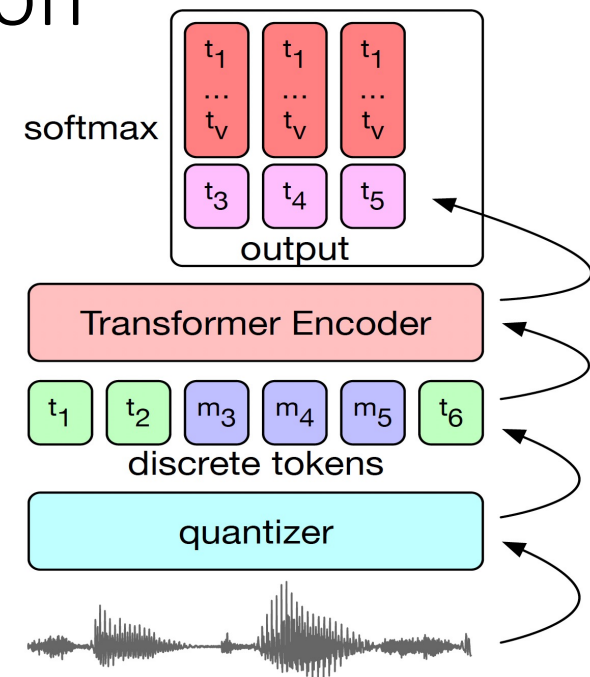 on
t1 t1 t1
... ... ...
softmax
tv tv tv
t3 t4 t5
output
Transformer Encoder
t1 t2 m3 m4 m5 t6
discrete tokens
quantizer